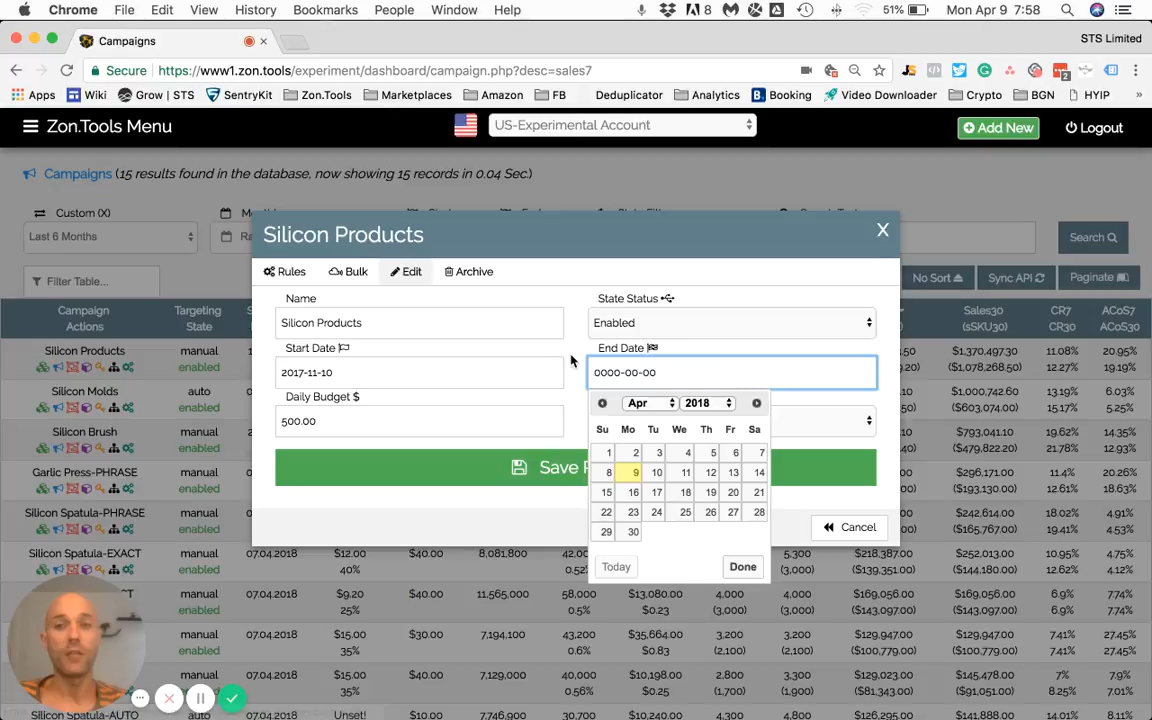 Chrome File Edit View History Bookmarks People Window Help 8 51% Mon Apr 9 7:58
Campaigns STS Limited
Secure https://www1.zon.tools/experiment/dashboard/campaign.php?desc=sales7 2
Apps Wiki Grow | STS SentryKit Zon.Tools Marketplaces Amazon FB Deduplicator Analytics Booking Video Downloader Crypto BGN HYIP »
Zon.Tools Menu US-Experimental Account Add New Logout
Campaigns (15 results found in the database, now showing 15 records in 0.04 Sec.)
Custom (X)
Last 6 Months Search
Filter Table... No Sort Sync API Paginate
Campaign Targeting Sales30 CR7 ACoS7
Actions State (sSKU30) CR30 ACoS30
Silicon Products X
Rules Bulk Edit Archive
Name State Status
Silicon Products Enabled
Start Date End Date
2017-11-10 0000-00-00
Daily Budget $
500.00
Save
Cancel
Apr 2018
Su Mo Tu We Th Fr Sa
1 2 3 4 5 6 7
8 9 10 11 12 13 14
15 16 17 18 19 20 21
22 23 24 25 26 27 28
29 30
Today Done
Silicon Products manual $1,370,497.30 11.08% 20.95%
enabled ($1,078,268.50) 12.27% 19.19%
Silicon Molds auto $1,000,742.60 13.19% 6.03%
enabled ($603,074.00) 15.17% 5.25%
Silicon Brush manual $793,041.10 19.62% 14.35%
enabled ($479,822.20) 21.78% 12.93%
Garlic Press-PHRASE manual $296,171.00 11.4% 20.26%
enabled ($193,130.00) 12.61% 18.63%
Silicon Spatula-PHRASE manual $242,614.00 18.02% 4.91%
enabled ($165,767.00) 19.41% 4.53%
Silicon Spatula-EXACT manual 07.04.2018 $12.00 $40.00 8,081,800 5,300 $218,387.00 $252,013.00 10.95% 4.75%
enabled 40% (3,000) ($139,351.00) ($184,180.00) 12.62% 4.12%
manual 07.04.2018 $9.20 $40.00 11,565,000 58,000 $13,080.00 4,000 $169,056.00 $169,056.00 6.9% 7.74%
enabled 25% 0.5% $0.23 (3,000) ($143,097.00) ($143,097.00) 6.9% 7.74%
manual 07.04.2018 $15.00 $30.00 7,194,100 43,200 $35,664.00 3,200 $129,947.00 $129,947.00 7.41% 27.45%
enabled 35% 0.6% $0.83 (2,100) ($100,779.00) ($100,779.00) 7.41% 27.45%
manual 07.04.2018 $15.00 $40.00 7,129,000 40,000 $10,198.00 2,800 $129,023.00 $145,478.00 7% 7.9%
enabled 35% 0.56% $0.25 (1,700) ($81,343.00) ($91,051.00) 8.25% 7.01%
Silicon Spatula-AUTO auto 07.04.2018 Unset! $10.00 7,746,900 30,700 $10,240.00 4,800 $126,295.00 $141,888.00 14.01% 8.11%